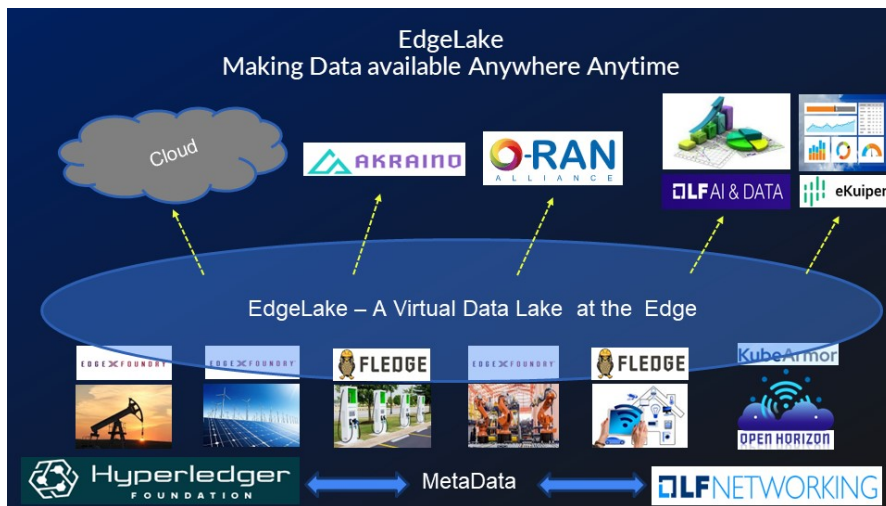 EdgeLake
Making Data available Anywhere Anytime
Cloud
AKRAINO
O-RAN
ALLIANCE
LF AI & DATA
eKuiper
EdgeLake – A Virtual Data Lake at the Edge
EDGE X FOUNDRY
EDGE X FOUNDRY
FLEDGE
EDGE X FOUNDRY
FLEDGE
KubeArmor
OPEN HORIZON
Hyperledger
FOUNDATION
MetaData
LF NETWORKING